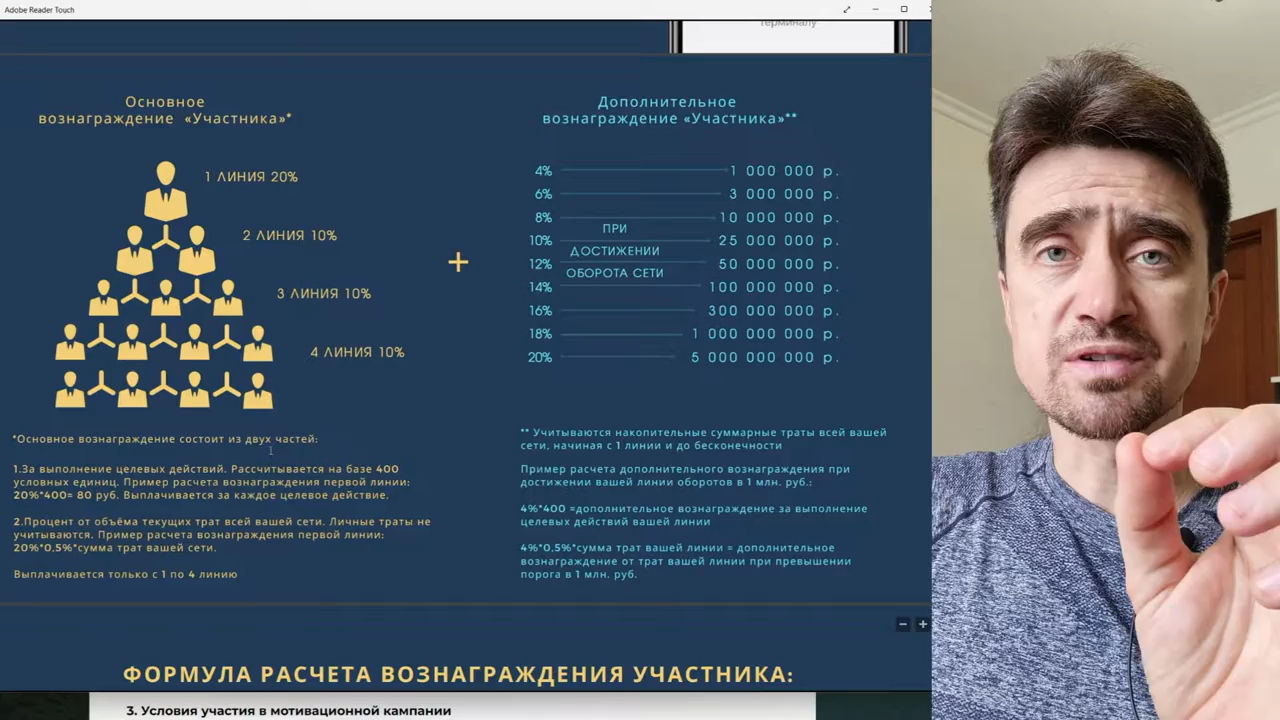 Adobe Reader Touch
терминалу
Основное
вознаграждение «Участника»*
1 ЛИНИЯ 20%
2 ЛИНИЯ 10%
3 ЛИНИЯ 10%
4 ЛИНИЯ 10%
*Основное вознаграждение состоит из двух частей:
1.За выполнение целевых действий. Рассчитывается на базе 400
условных единиц. Пример расчета вознаграждения первой линии:
20%*400= 80 руб. Выплачивается за каждое целевое действие.
2.Процент от объёма текущих трат всей вашей сети. Личные траты не
учитываются. Пример расчета вознаграждения первой линии:
20%*0,5%*сумма трат вашей сети.
Выплачивается только с 1 по 4 линию
+
Дополнительное
вознаграждение «Участника»**
4% 1 000 000 р.
6% 3 000 000 р.
8% 10 000 000 р.
ПРИ
10% 25 000 000 р.
ДОСТИЖЕНИИ
12% 50 000 000 р.
ОБОРОТА СЕТИ
14% 100 000 000 р.
16% 300 000 000 р.
18% 1 000 000 000 р.
20% 5 000 000 000 р.
** Учитываются накопительные суммарные траты всей вашей
сети, начиная с 1 линии и до бесконечности
Пример расчета дополнительного вознаграждения при
достижении вашей линии оборотов в 1 млн. руб.:
4%*400 =дополнительное вознаграждение за выполнение
целевых действий вашей линии
4%*0,5%*сумма трат вашей линии = дополнительное
вознаграждение от трат вашей линии при превышении
порога в 1 млн. руб.
ФОРМУЛА РАСЧЕТА ВОЗНАГРАЖДЕНИЯ УЧАСТНИКА:
3. Условия участия в мотивационной кампании